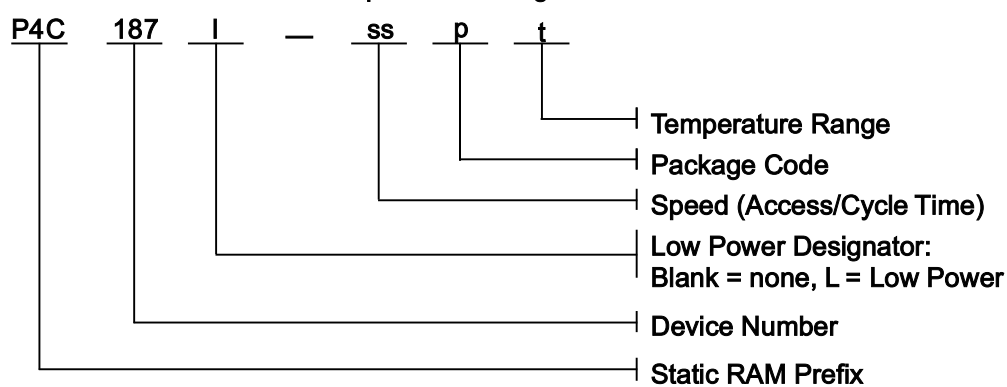 P4C 187 l — ss p t
Temperature Range
Package Code
Speed (Access/Cycle Time)
Low Power Designator:
Blank = none, L = Low Power
Device Number
Static RAM Prefix